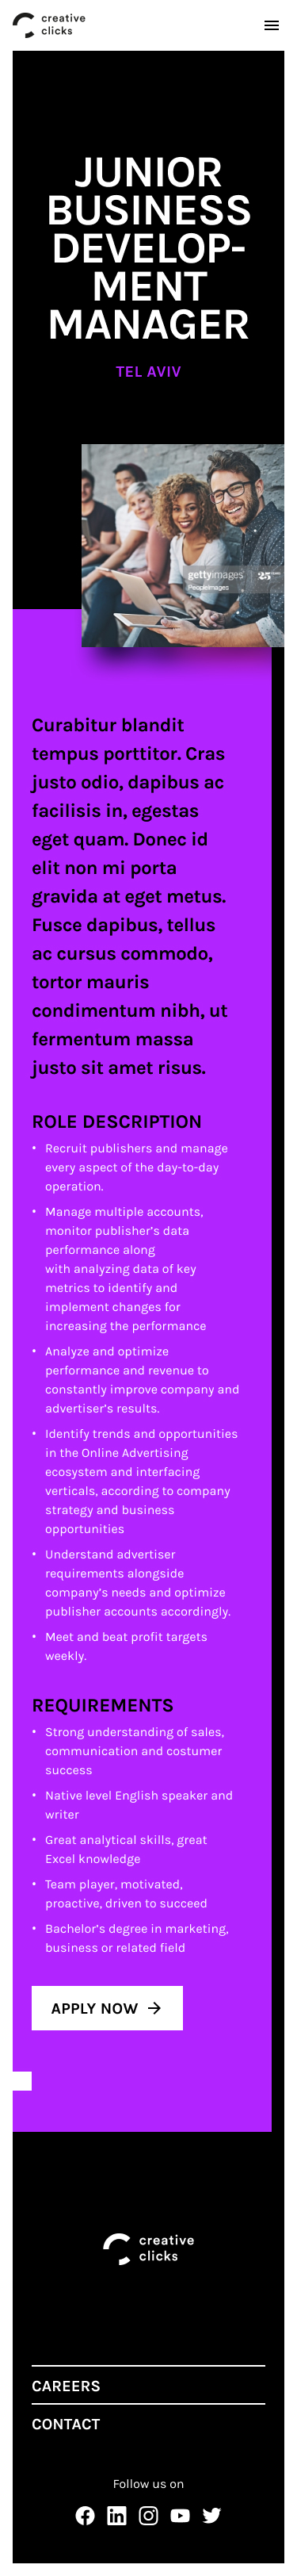 creative
clicks
JUNIOR
BUSINESS
DEVELOP-
MENT
MANAGER
TEL AVIV
gettyimages
PeopleImages
25
Curabitur blandit
tempus porttitor. Cras
justo odio, dapibus ac
facilisis in, egestas
eget quam. Donec id
elit non mi porta
gravida at eget metus.
Fusce dapibus, tellus
ac cursus commodo,
tortor mauris
condimentum nibh, ut
fermentum massa
justo sit amet risus.
ROLE DESCRIPTION
• Recruit publishers and manage
every aspect of the day-to-day
operation.
• Manage multiple accounts,
monitor publisher’s data
performance along
with analyzing data of key
metrics to identify and
implement changes for
increasing the performance
• Analyze and optimize
performance and revenue to
constantly improve company and
advertiser’s results.
• Identify trends and opportunities
in the Online Advertising
ecosystem and interfacing
verticals, according to company
strategy and business
opportunities
• Understand advertiser
requirements alongside
company’s needs and optimize
publisher accounts accordingly.
• Meet and beat profit targets
weekly.
REQUIREMENTS
• Strong understanding of sales,
communication and costumer
success
• Native level English speaker and
writer
• Great analytical skills, great
Excel knowledge
• Team player, motivated,
proactive, driven to succeed
• Bachelor’s degree in marketing,
business or related field
APPLY NOW →
creative
clicks
CAREERS
CONTACT
Follow us on